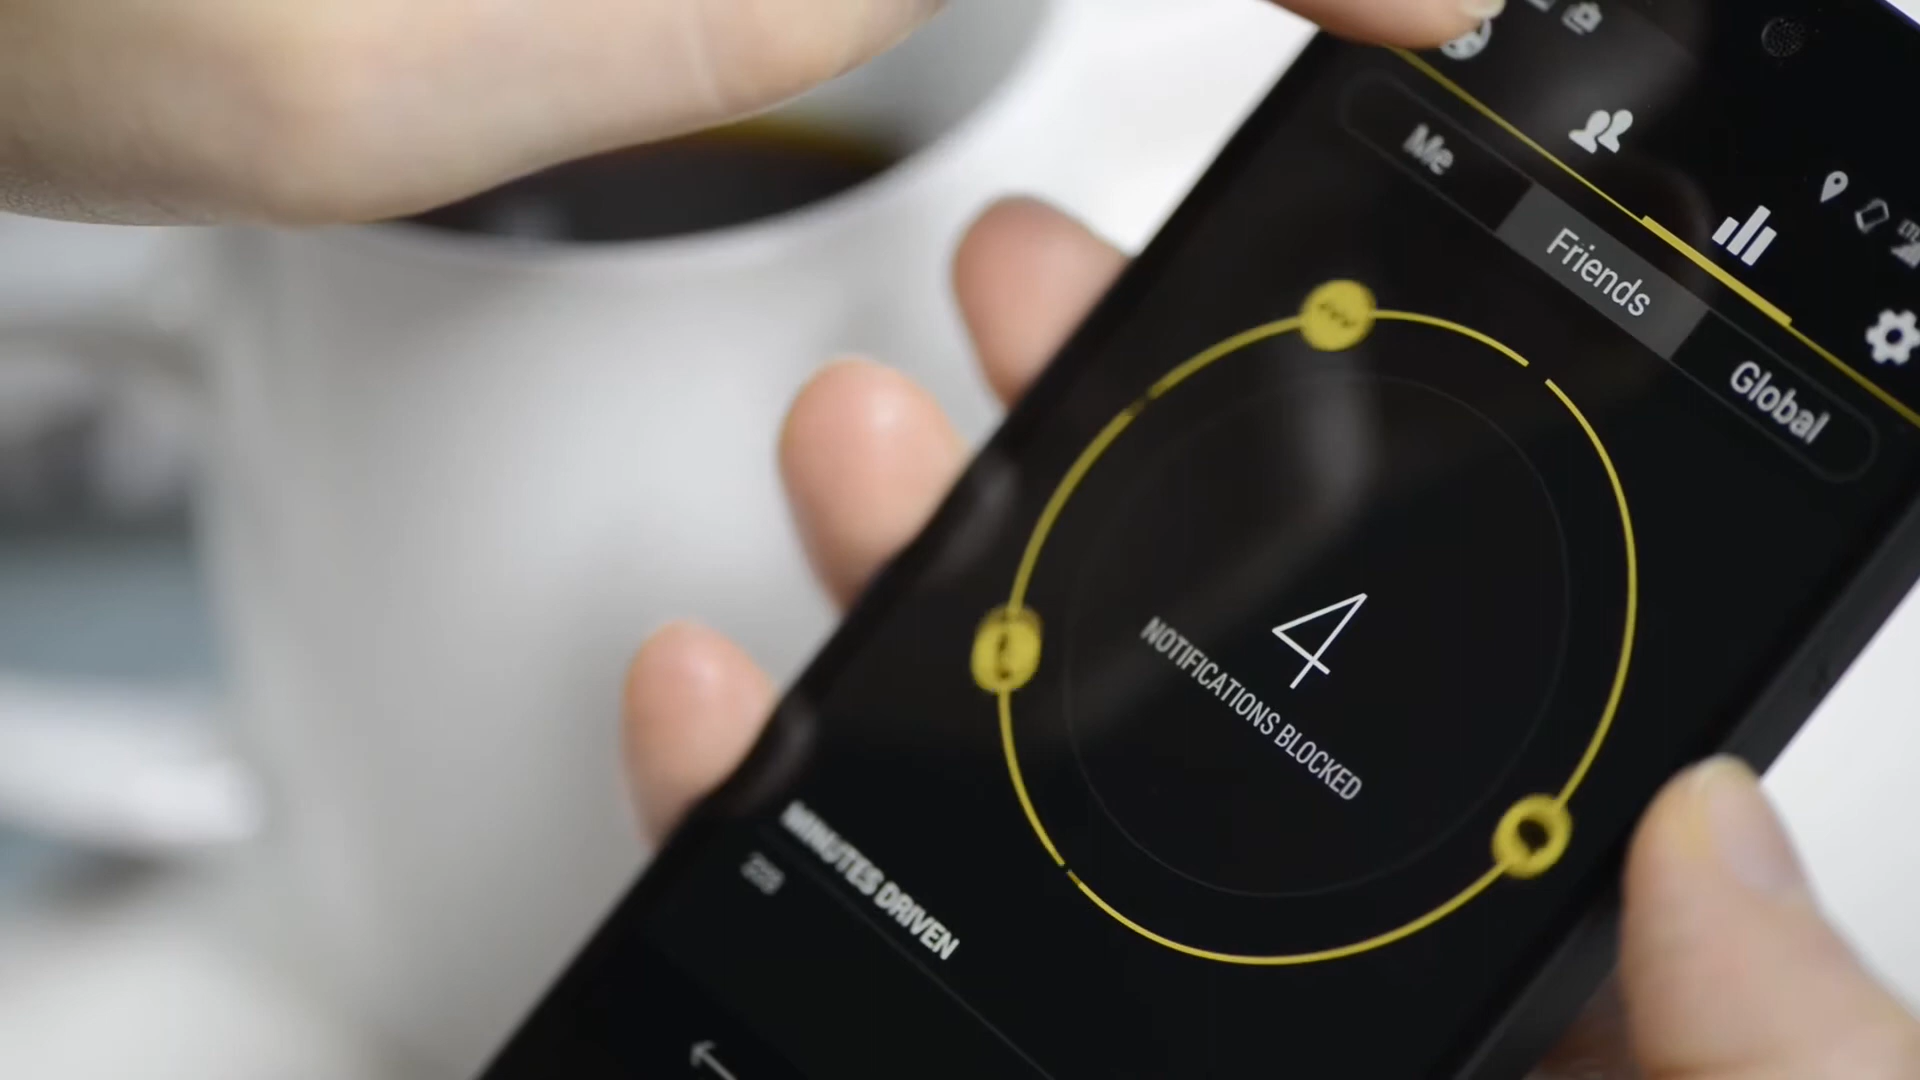 Me
Friends
Global
4
NOTIFICATIONS BLOCKED
MINUTES DRIVEN